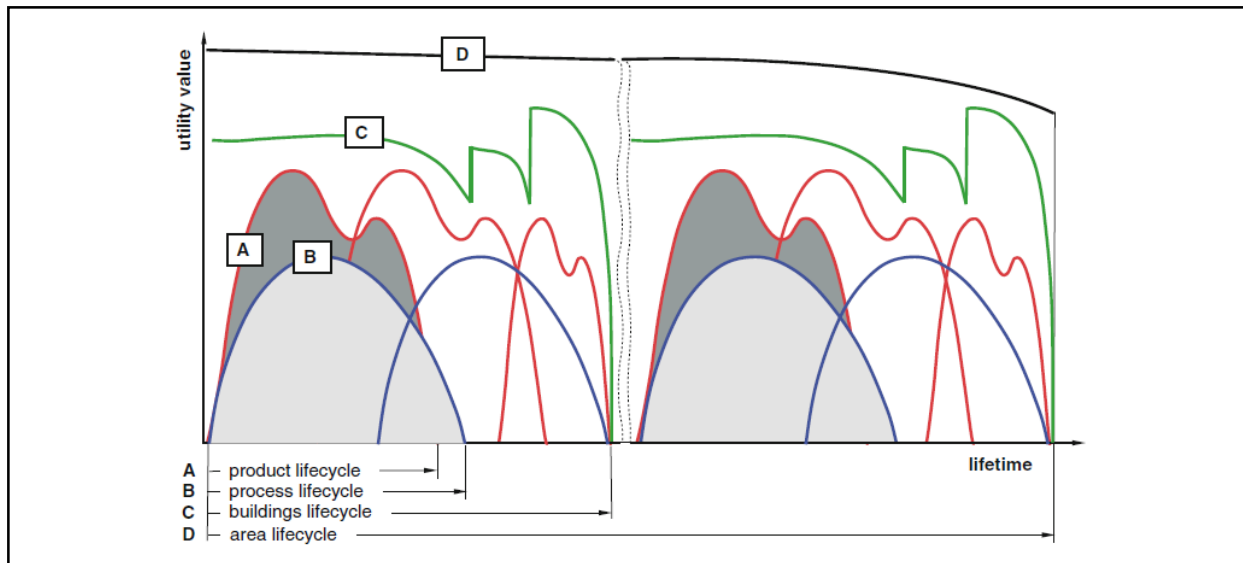 utility value
D
C
A
B
lifetime
A product lifecycle
B process lifecycle
C buildings lifecycle
D area lifecycle